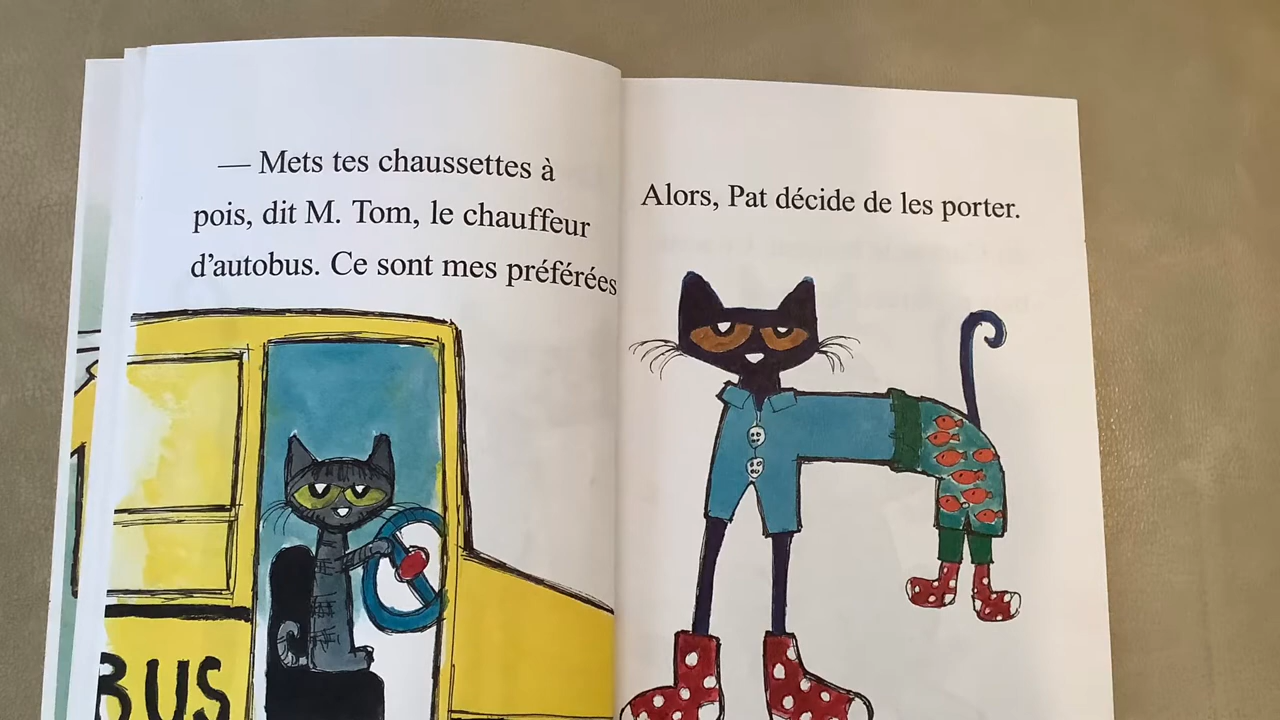 — Mets tes chaussettes à
pois, dit M. Tom, le chauffeur
d'autobus. Ce sont mes préférées
BUS
Alors, Pat décide de les porter.